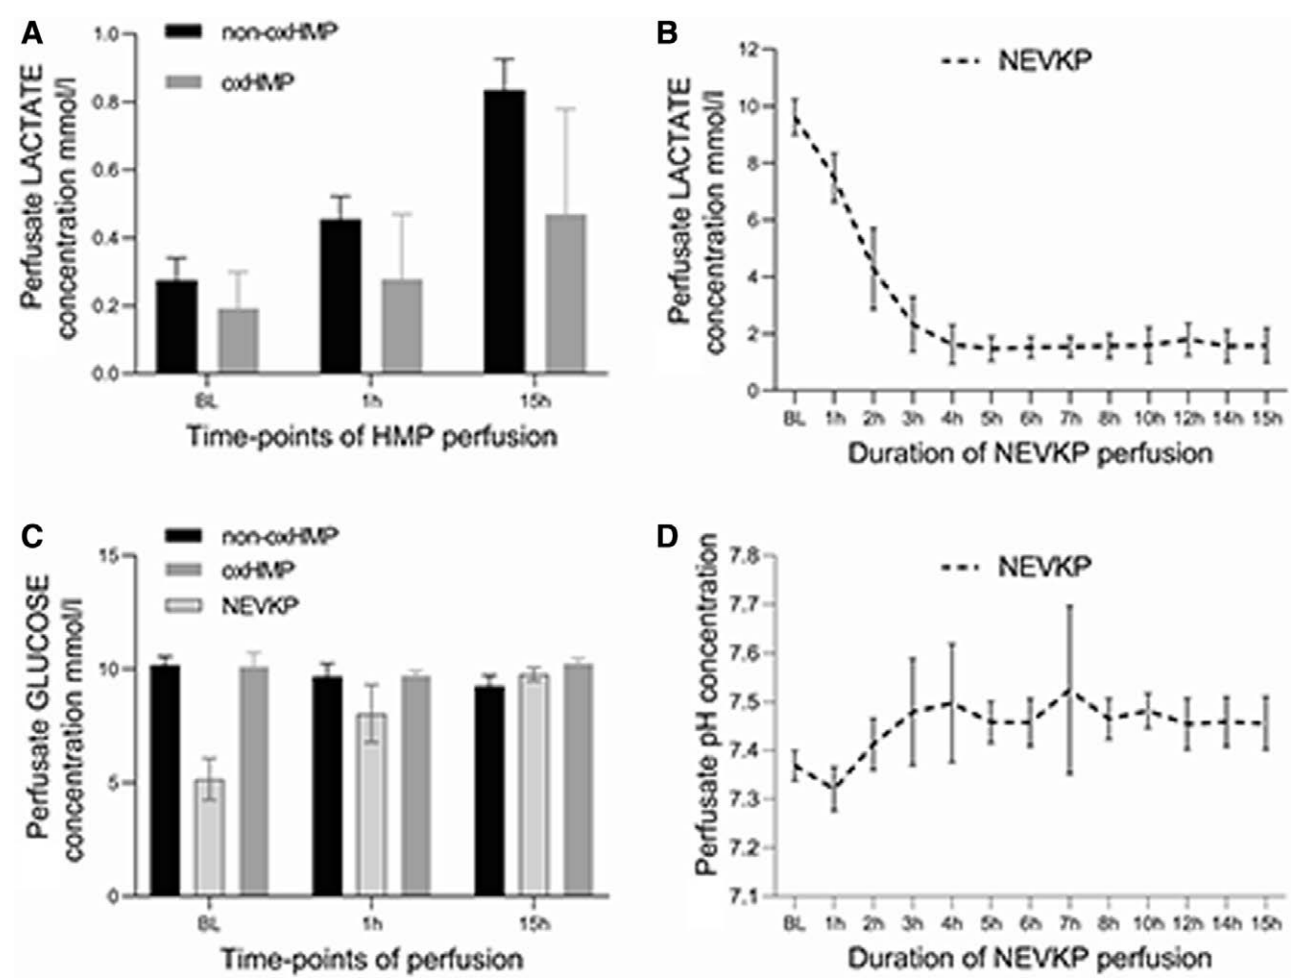 A
non-oxHMP
oxHMP
Perfusate LACTATE
concentration mmol/l
1.0
0.8
0.6
0.4
0.2
0.0
BL 1h 15h
Time-points of HMP perfusion
B
NEVKP
Perfusate LACTATE
concentration mmol/l
12
10
8
6
4
2
0
BL 1h 2h 3h 4h 5h 6h 7h 8h 10h 12h 14h 15h
Duration of NEVKP perfusion
C
non-oxHMP
oxHMP
NEVKP
Perfusate GLUCOSE
concentration mmol/l
15
10
5
0
BL 1h 15h
Time-points of perfusion
D
NEVKP
Perfusate pH concentration
7.8
7.7
7.6
7.5
7.4
7.3
7.2
7.1
BL 1h 2h 3h 4h 5h 6h 7h 8h 10h 12h 14h 15h
Duration of NEVKP perfusion